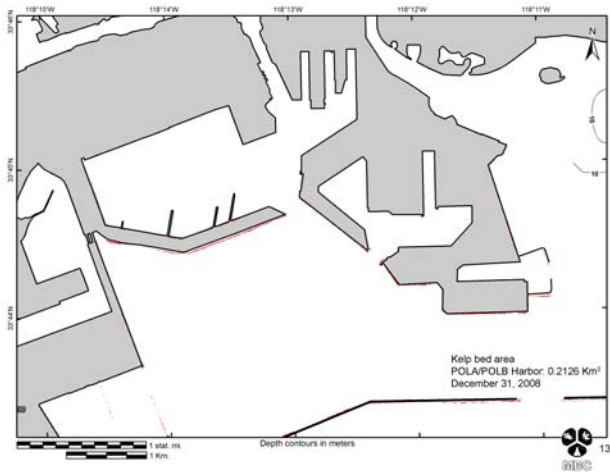 118°15'W 118°14'W 118°13'W 118°12'W 118°11'W
33°46'N
N
10
10
33°45'N
33°44'N
Kelp bed area
POLA/POLB Harbor: 0.2126 Km²
December 31, 2008
1 stat. mi.
1 Km.
Depth contours in meters
MBC
13